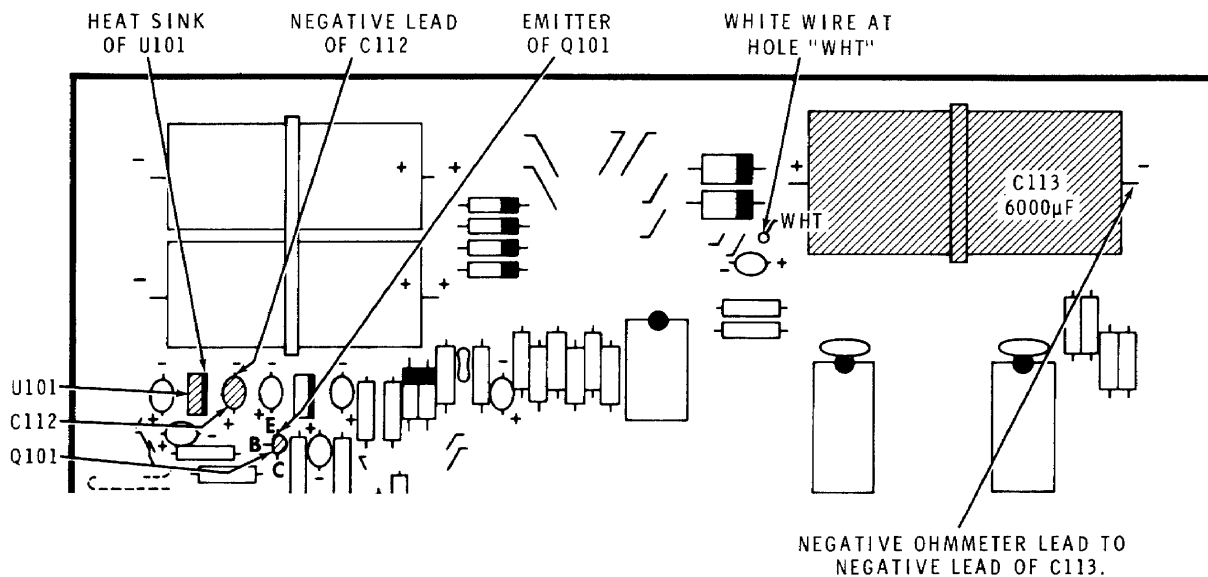 HEAT SINK
OF U101
NEGATIVE LEAD
OF C112
EMITTER
OF Q101
WHITE WIRE AT
HOLE "WHT"
-
+ +
+
-
C113
6000µF
WHT
- +
-
+ +
- - - - -
U101
C112
Q101
+ + + E + +
+ - B
C -
NEGATIVE OHMMETER LEAD TO
NEGATIVE LEAD OF C113.